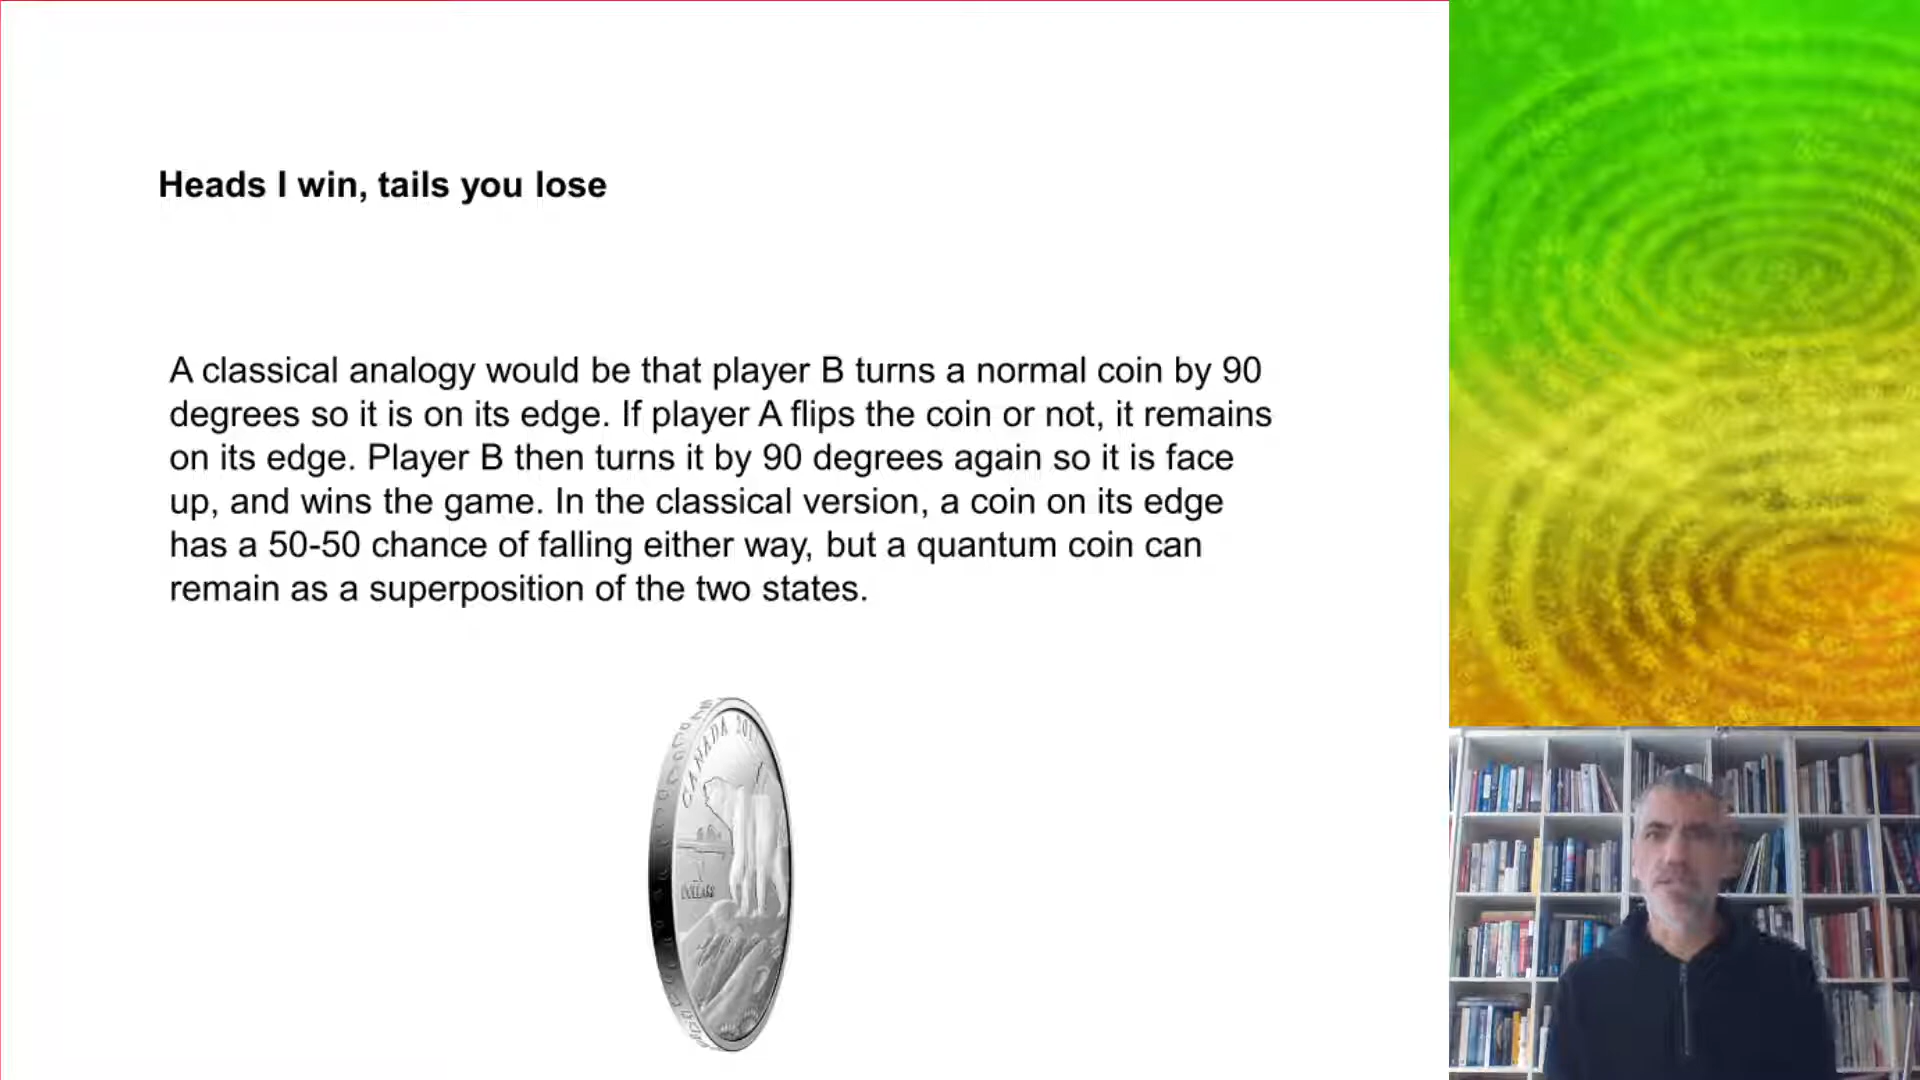 Heads I win, tails you lose
A classical analogy would be that player B turns a normal coin by 90
degrees so it is on its edge. If player A flips the coin or not, it remains
on its edge. Player B then turns it by 90 degrees again so it is face
up, and wins the game. In the classical version, a coin on its edge
has a 50-50 chance of falling either way, but a quantum coin can
remain as a superposition of the two states.
CANADA
DOLLARS